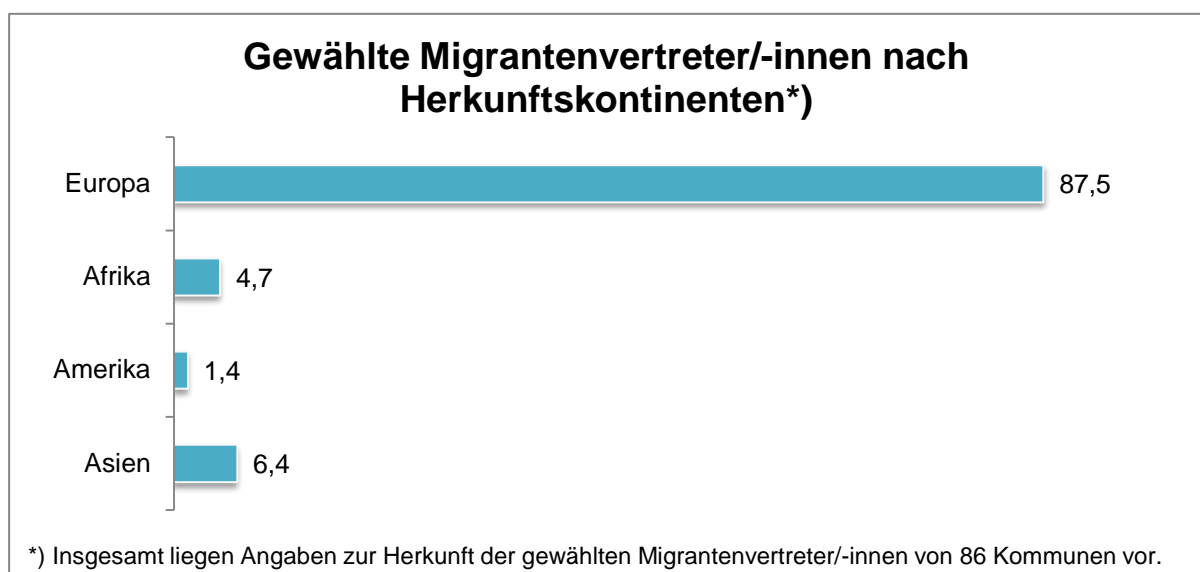 Gewählte Migrantenvertreter/-innen nach
Herkunftskontinenten*)
Europa 87,5
Afrika 4,7
Amerika 1,4
Asien 6,4
*) Insgesamt liegen Angaben zur Herkunft der gewählten Migrantenvertreter/-innen von 86 Kommunen vor.